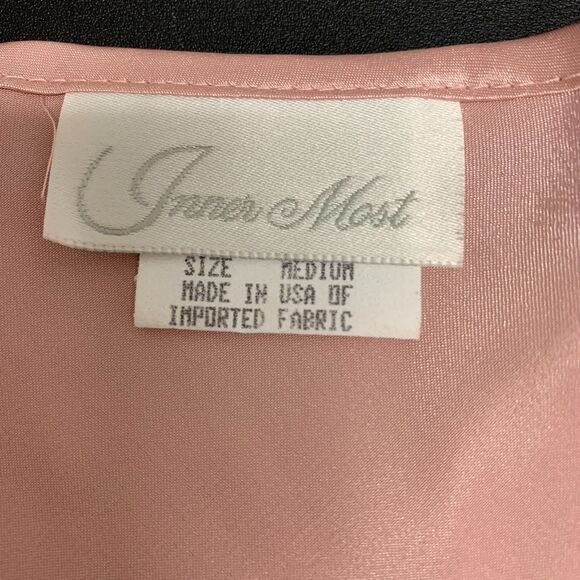 Inner Most
SIZE MEDIUM
MADE IN USA OF
IMPORTED FABRIC